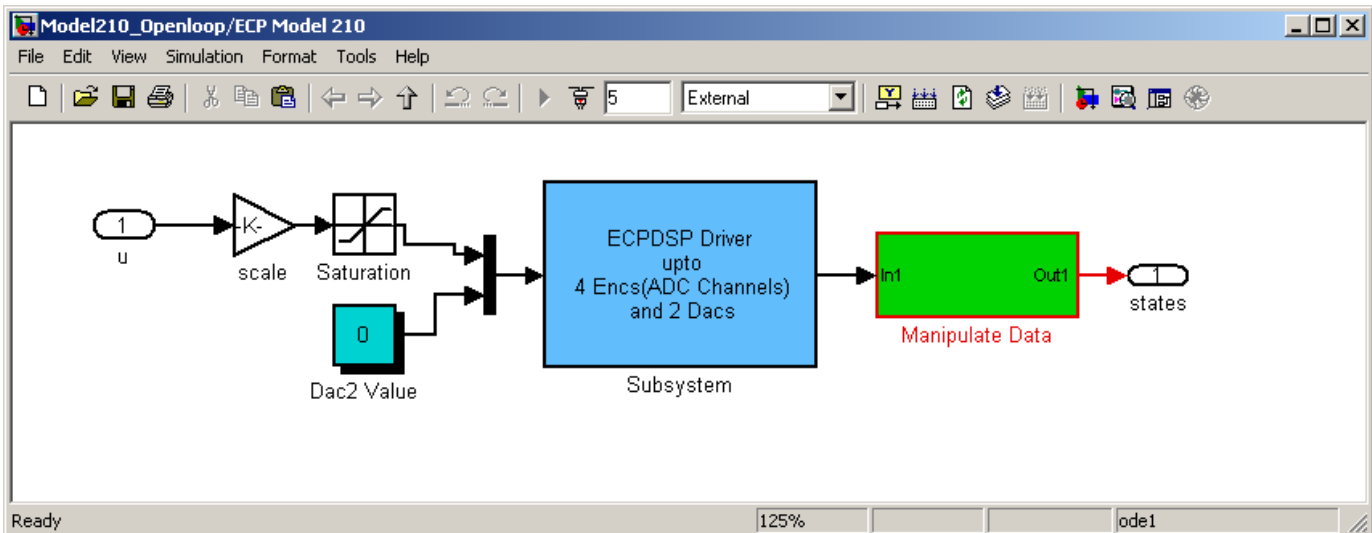 Model210_Openloop/ECP Model 210
File Edit View Simulation Format Tools Help
5 External
1
u
-K-
scale
Saturation
0
Dac2 Value
ECPDSP Driver
upto
4 Encs(ADC Channels)
and 2 Dacs
Subsystem
In1 Out1
Manipulate Data
1
states
Ready 125% ode1